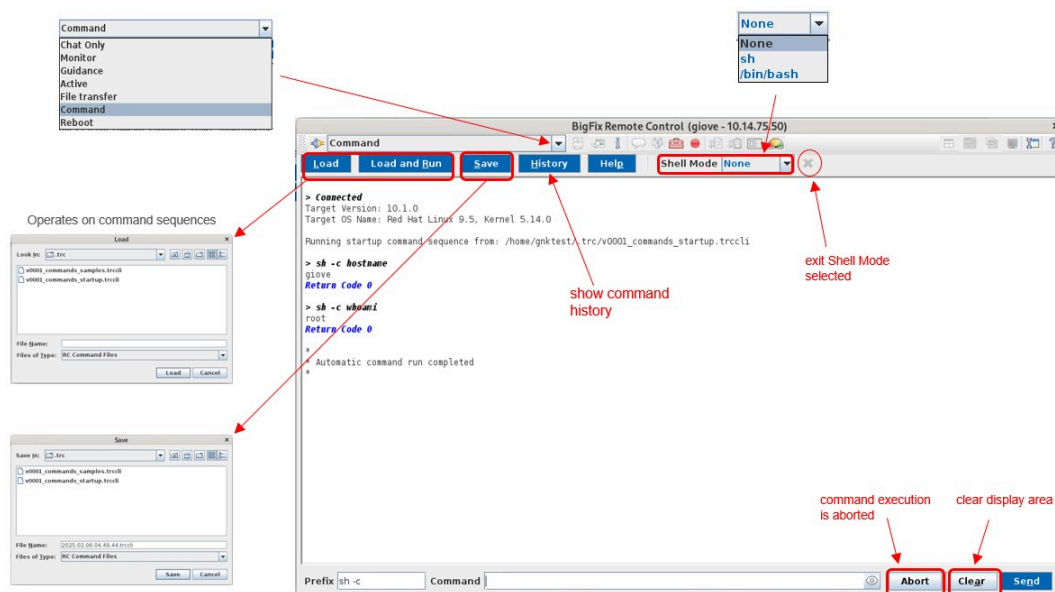 Command
Chat Only
Monitor
Guidance
Active
File transfer
Command
Reboot
None
None
sh
/bin/bash
BigFix Remote Control (giove - 10.14.75.50)
Command
Load
Load and Run
Save
History
Help
Shell Mode
None
> Connected
Target Version: 10.1.0
Target OS Name: Red Hat Linux 9.5, Kernel 5.14.0
Running startup command sequence from: /home/gnktest/.trc/v0001_commands_startup.trccli
> sh -c hostname
giove
Return Code 0
> sh -c whoami
root
Return Code 0
*
* Automatic command run completed
*
exit Shell Mode
selected
show command
history
Operates on command sequences
Load
Look In:
.trc
v0001_commands_samples.trccli
v0001_commands_startup.trccli
File Name:
Files of Type:
RC Command Files
Load
Cancel
Save
Save In:
.trc
v0001_commands_samples.trccli
v0001_commands_startup.trccli
File Name:
2025.02.06.04.49.44.trccli
Files of Type:
RC Command Files
Save
Cancel
command execution
is aborted
clear display area
Prefix
sh -c
Command
Abort
Clear
Send